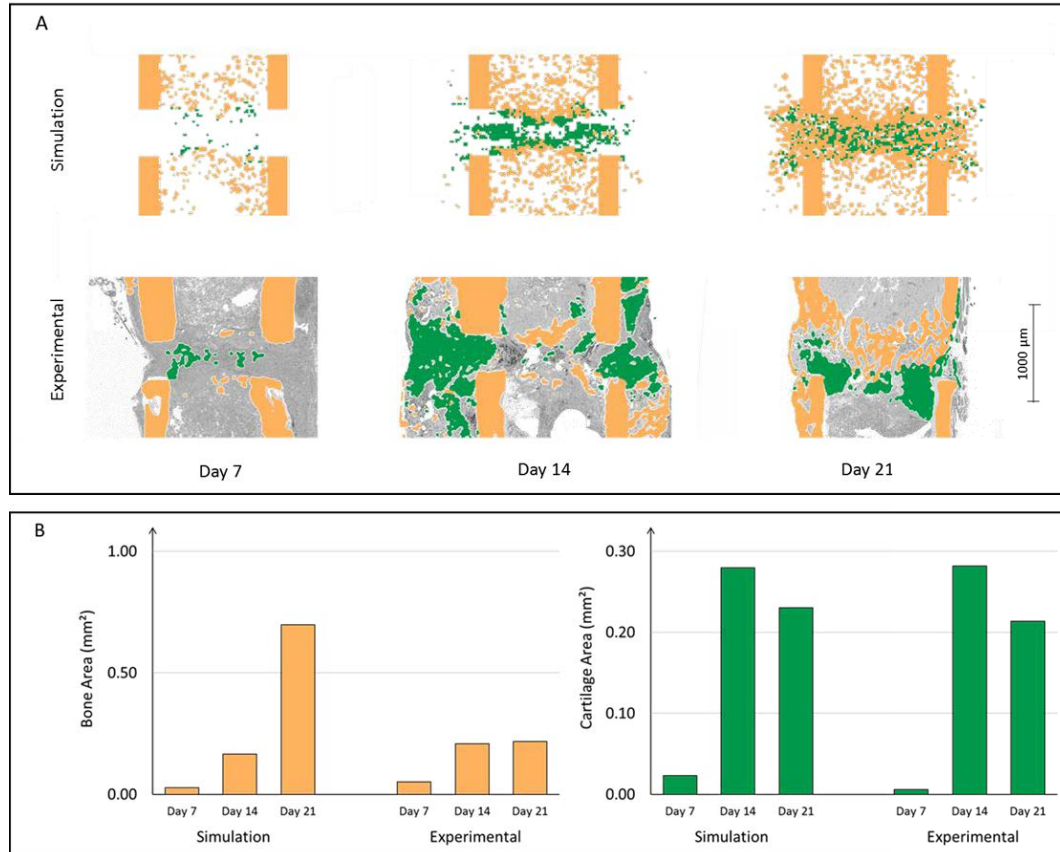 A
Simulation
Experimental
1000 µm
Day 7
Day 14
Day 21
B
Bone Area (mm²)
1.00
0.50
0.00
Day 7 Day 14 Day 21 Day 7 Day 14 Day 21
Simulation Experimental
Cartilage Area (mm²)
0.30
0.20
0.10
0.00
Day 7 Day 14 Day 21 Day 7 Day 14 Day 21
Simulation Experimental